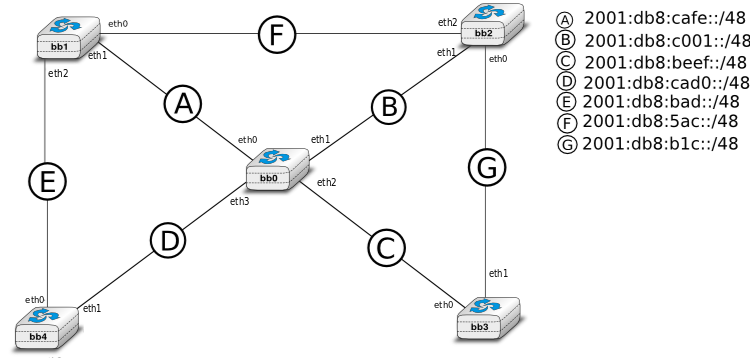 eth0
eth2
A 2001:db8:cafe::/48
bb1
F
bb2
B 2001:db8:c001::/48
eth1
eth1
C 2001:db8:beef::/48
eth2
eth0
D 2001:db8:cad0::/48
A
B
E 2001:db8:bad::/48
F 2001:db8:5ac::/48
eth0
eth1
G 2001:db8:b1c::/48
E
bb0
G
eth2
eth3
D
C
eth1
eth0
eth1
eth0
bb4
bb3